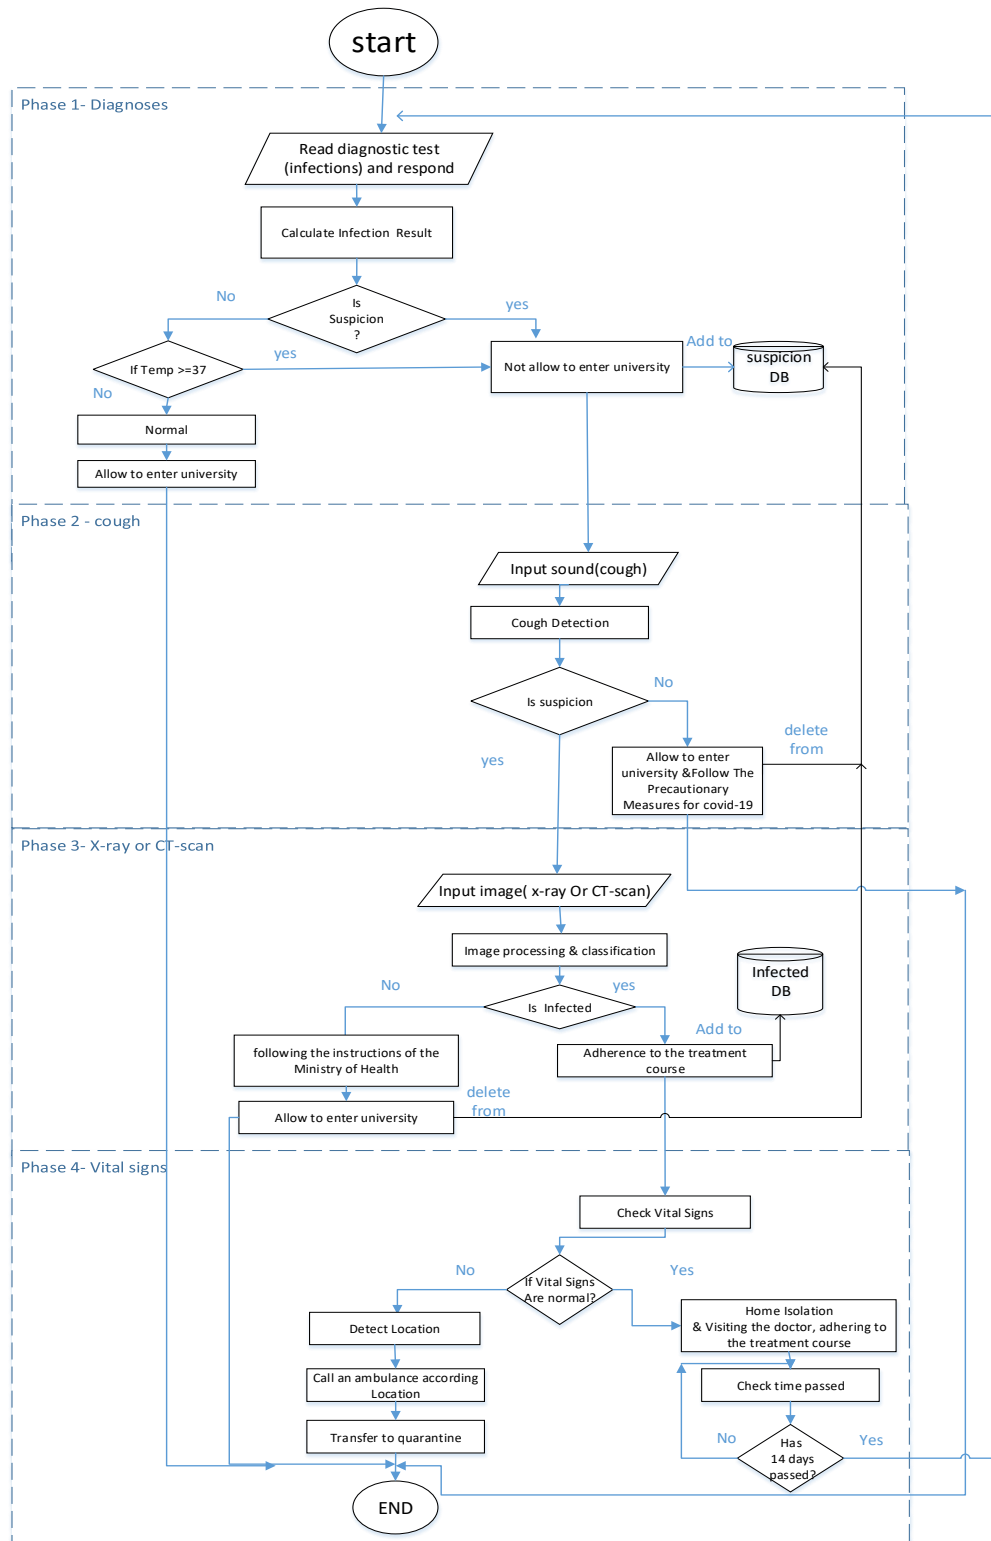 start
Phase 1- Diagnoses
Read diagnostic test
(infections) and respond
Calculate Infection Result
No
Is
Suspicion
?
yes
If Temp >=37
yes
Not allow to enter university
Add to
suspicion
DB
No
Normal
Allow to enter university
Phase 2 - cough
Input sound(cough)
Cough Detection
Is suspicion
No
yes
delete
from
Allow to enter
university &Follow The
Precautionary
Measures for covid-19
Phase 3- X-ray or CT-scan
Input image( x-ray Or CT-scan)
Image processing & classification
No
Is Infected
yes
Infected
DB
Add to
following the instructions of the
Ministry of Health
Adherence to the treatment
course
Allow to enter university
delete
from
Phase 4- Vital signs
Check Vital Signs
No
If Vital Signs
Are normal?
Yes
Detect Location
Home Isolation
& Visiting the doctor, adhering to
the treatment course
Call an ambulance according
Location
Check time passed
Transfer to quarantine
No
Has
14 days
passed?
Yes
END